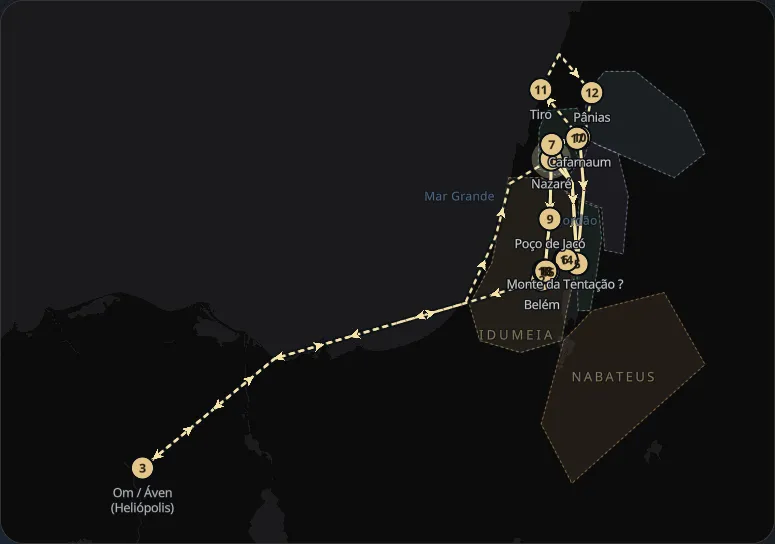 11
12
Tiro
Pânias
7
Cafarnaum
Nazaré
Mar Grande
9
Poço de Jacó
Monte da Tentação ?
Belém
IDUMEIA
NABATEUS
3
Om / Áven
(Heliópolis)